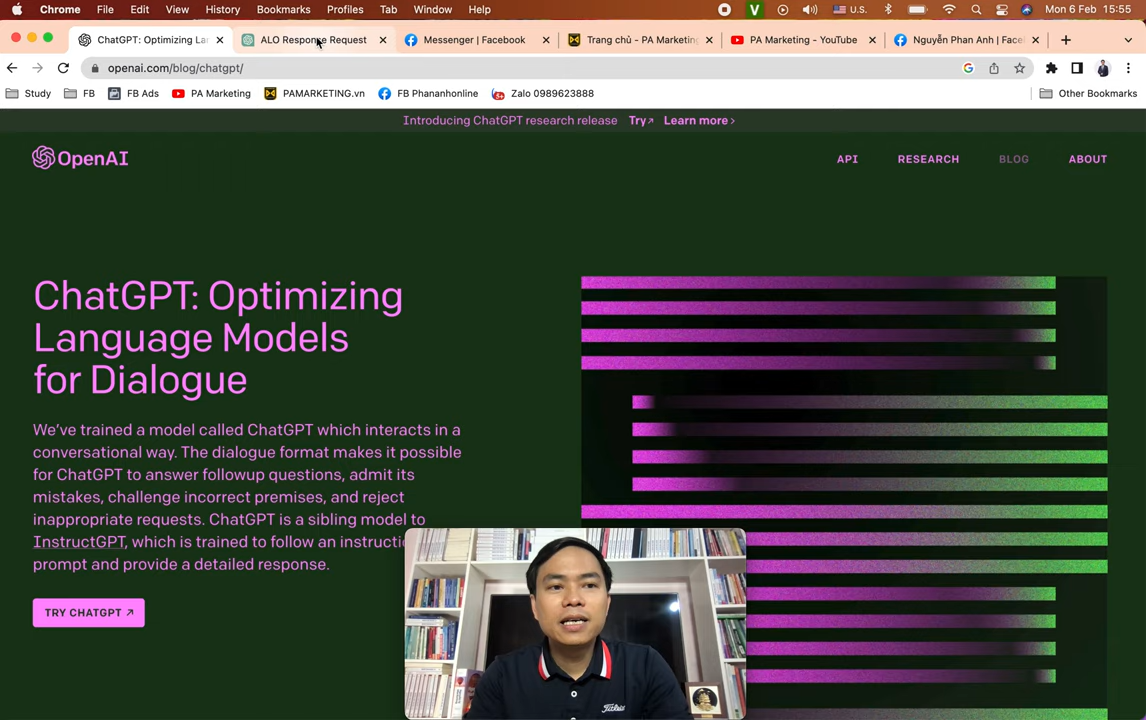 Chrome File Edit View History Bookmarks Profiles Tab Window Help V U.S. Mon 6 Feb 15:55
ChatGPT: Optimizing La ALO Response Request Messenger | Facebook Trang chủ - PA Marketing PA Marketing - YouTube Nguyễn Phan Anh | Face
openai.com/blog/chatgpt/
Study FB FB Ads PA Marketing PAMARKETING.vn FB Phananhonline Zalo 0989623888 Other Bookmarks
Introducing ChatGPT research release Try↗ Learn more >
OpenAI API RESEARCH BLOG ABOUT
ChatGPT: Optimizing
Language Models
for Dialogue
We've trained a model called ChatGPT which interacts in a
conversational way. The dialogue format makes it possible
for ChatGPT to answer followup questions, admit its
mistakes, challenge incorrect premises, and reject
inappropriate requests. ChatGPT is a sibling model to
InstructGPT, which is trained to follow an instructio
prompt and provide a detailed response.
TRY CHATGPT ↗
Titleist